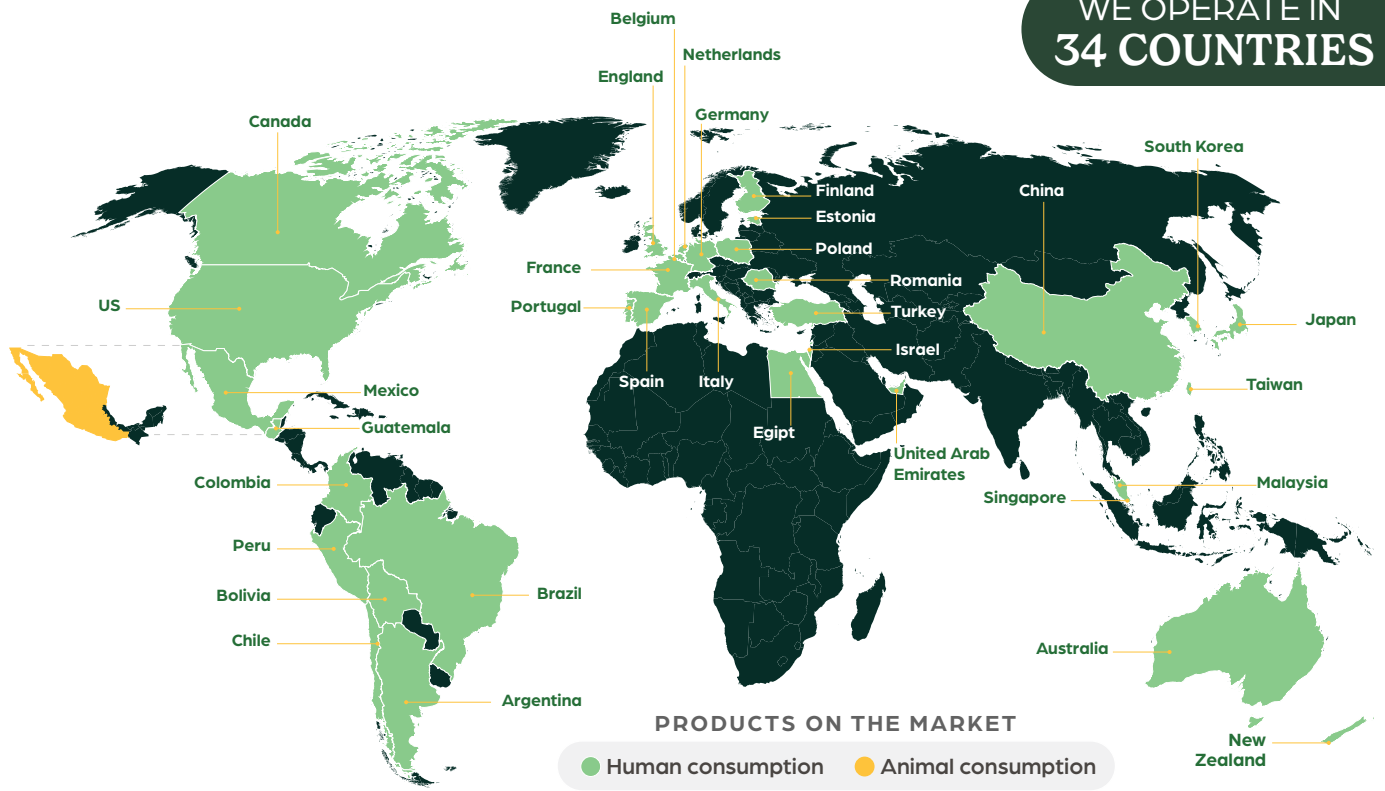 WE OPERATE IN
34 COUNTRIES
Belgium
Netherlands
England
Germany
Canada
South Korea
Finland
China
Estonia
Poland
France
Romania
US
Portugal
Turkey
Japan
Israel
Spain
Italy
Taiwan
Mexico
Guatemala
Egipt
United Arab
Emirates
Colombia
Malaysia
Singapore
Peru
Bolivia
Brazil
Chile
Australia
Argentina
PRODUCTS ON THE MARKET
New
Zealand
Human consumption
Animal consumption